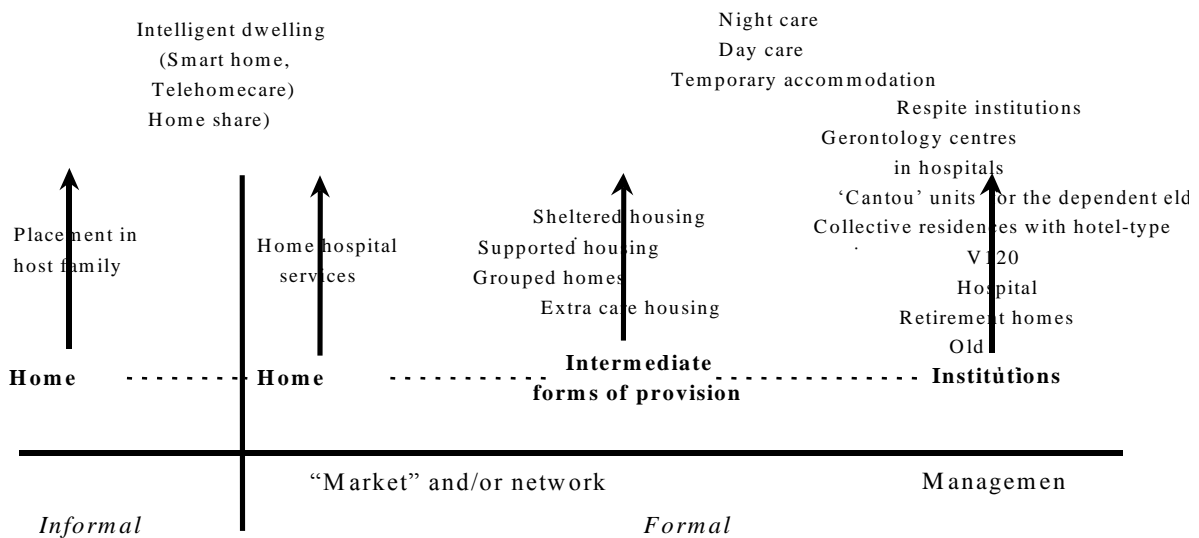 Intelligent dwelling
(Smart home,
Telehomecare)
Home share)
Night care
Day care
Temporary accommodation
Respite institutions
Gerontology centres
in hospitals
‘Cantou’ units for the dependent eld
Collective residences with hotel-type
V120
Hospital
Retirement homes
Old
Placement in
host family
Home hospital
services
Sheltered housing
Supported housing
Grouped homes
Extra care housing
Home
Home
Intermediate
forms of provision
Institutions
“Market” and/or network
Managemen
Informal
Formal